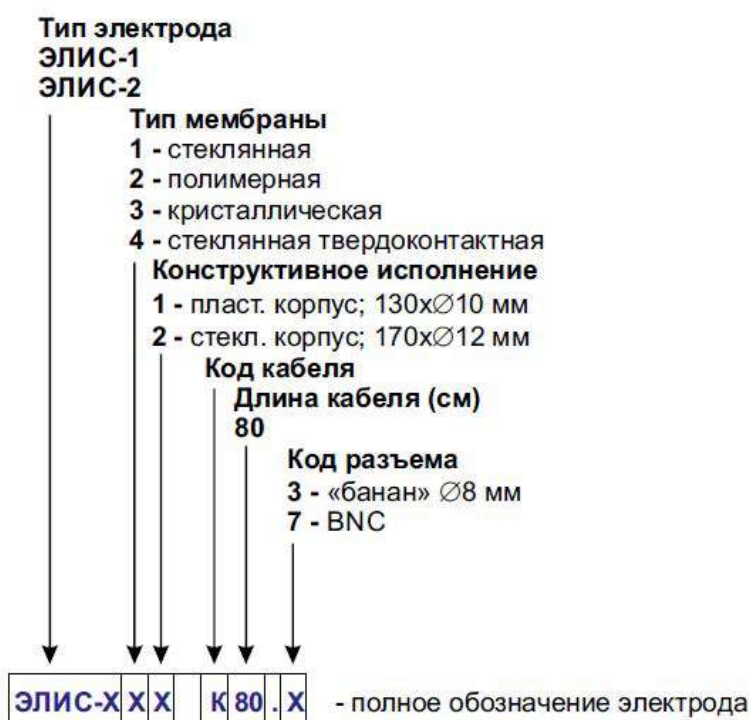 Тип электрода
ЭЛИС-1
ЭЛИС-2
Тип мембраны
1 - стеклянная
2 - полимерная
3 - кристаллическая
4 - стеклянная твердоконтактная
Конструктивное исполнение
1 - пласт. корпус; 130х∅10 мм
2 - стекл. корпус; 170х∅12 мм
Код кабеля
Длина кабеля (см)
80
Код разъема
3 - «банан» ∅8 мм
7 - BNC
ЭЛИС-Х Х Х К 80 . Х - полное обозначение электрода